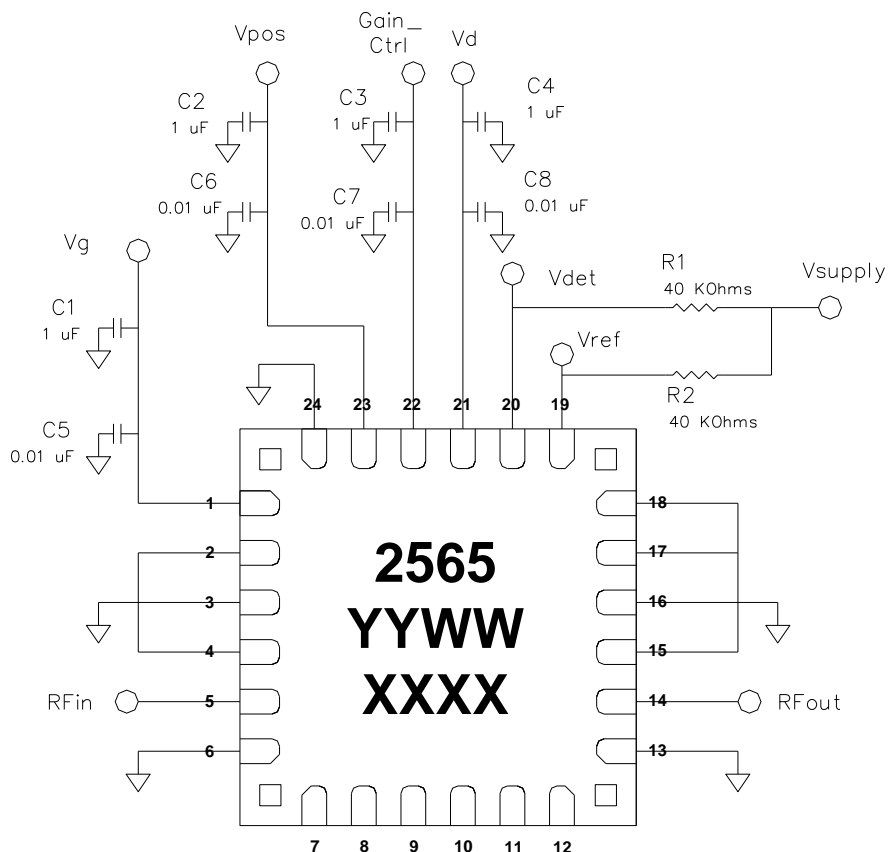 Vpos
Gain_
Ctrl
Vd
C2
1 uF
C3
1 uF
C4
1 uF
C6
0.01 uF
C7
0.01 uF
C8
0.01 uF
Vg
Vdet
R1
40 KOhms
Vsupply
C1
1 uF
Vref
R2
40 KOhms
C5
0.01 uF
24 23 22 21 20 19
1 18
2 17
3 16
4 15
RFin 5 14 RFout
6 13
2565
YYWW
XXXX
7 8 9 10 11 12